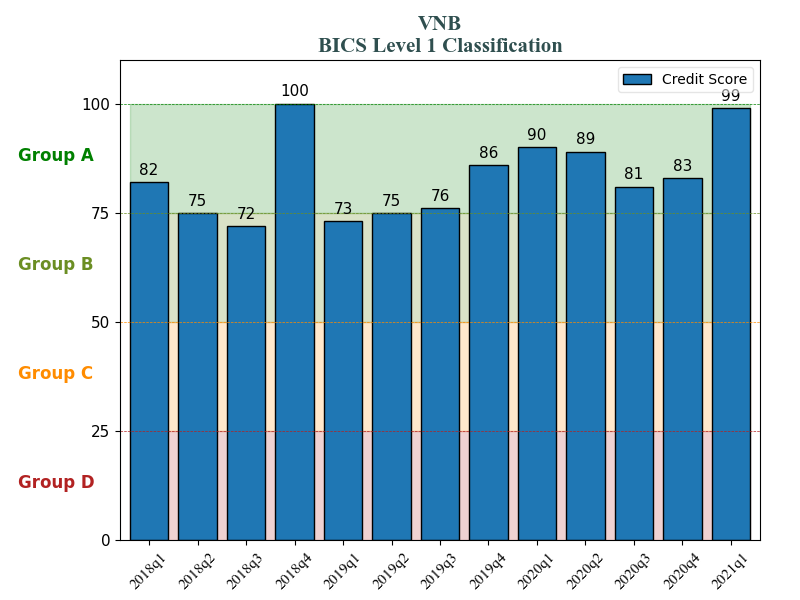 VNB
BICS Level 1 Classification
Credit Score
100
99
100
90
89
86
Group A
82
83
81
75
75
75
76
72
73
Group B
50
Group C
25
Group D
0
2018q1 2018q2 2018q3 2018q4 2019q1 2019q2 2019q3 2019q4 2020q1 2020q2 2020q3 2020q4 2021q1